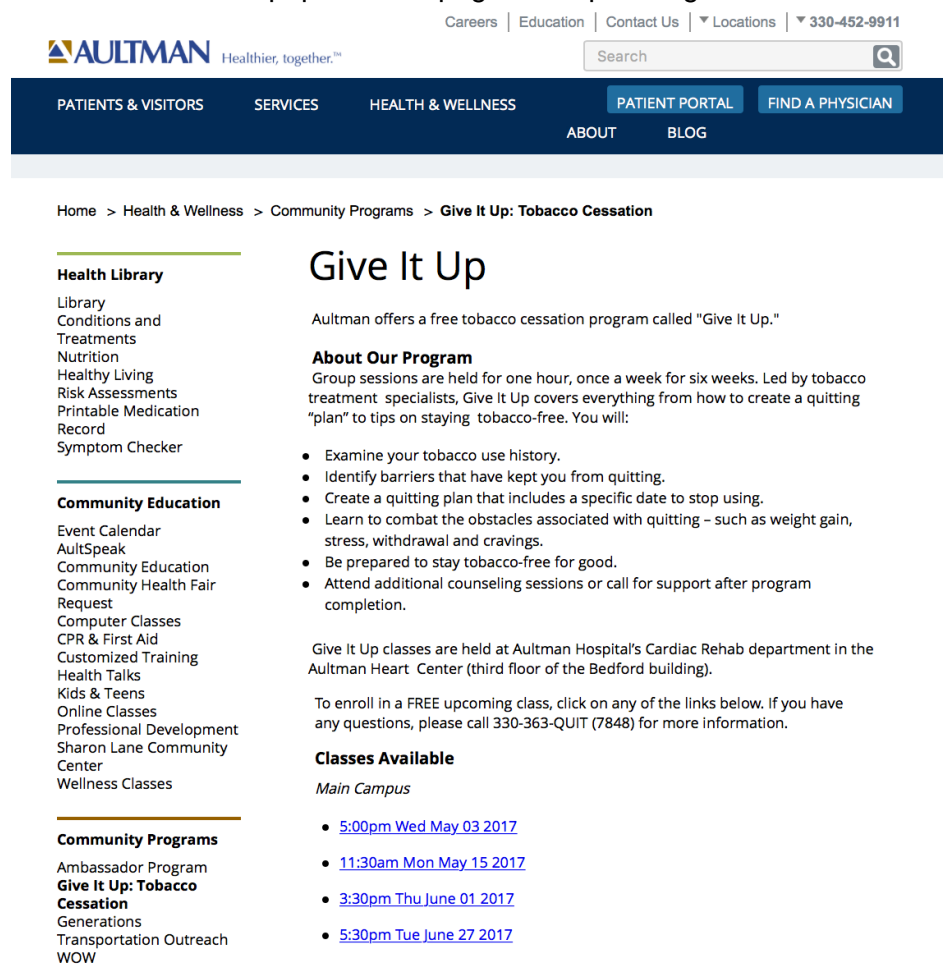 Careers | Education | Contact Us | ▼ Locations | ▼ 330-452-9911
AULTMAN Healthier, together.™
Search
PATIENTS & VISITORS SERVICES HEALTH & WELLNESS PATIENT PORTAL FIND A PHYSICIAN
ABOUT BLOG
Home > Health & Wellness > Community Programs > Give It Up: Tobacco Cessation
Health Library
Library
Conditions and
Treatments
Nutrition
Healthy Living
Risk Assessments
Printable Medication
Record
Symptom Checker
Community Education
Event Calendar
AultSpeak
Community Education
Community Health Fair
Request
Computer Classes
CPR & First Aid
Customized Training
Health Talks
Kids & Teens
Online Classes
Professional Development
Sharon Lane Community
Center
Wellness Classes
Community Programs
Ambassador Program
Give It Up: Tobacco
Cessation
Generations
Transportation Outreach
WOW
Give It Up
Aultman offers a free tobacco cessation program called "Give It Up."
About Our Program
Group sessions are held for one hour, once a week for six weeks. Led by tobacco
treatment specialists, Give It Up covers everything from how to create a quitting
“plan” to tips on staying tobacco-free. You will:
• Examine your tobacco use history.
• Identify barriers that have kept you from quitting.
• Create a quitting plan that includes a specific date to stop using.
• Learn to combat the obstacles associated with quitting – such as weight gain,
stress, withdrawal and cravings.
• Be prepared to stay tobacco-free for good.
• Attend additional counseling sessions or call for support after program
completion.
Give It Up classes are held at Aultman Hospital’s Cardiac Rehab department in the
Aultman Heart Center (third floor of the Bedford building).
To enroll in a FREE upcoming class, click on any of the links below. If you have
any questions, please call 330-363-QUIT (7848) for more information.
Classes Available
Main Campus
• 5:00pm Wed May 03 2017
• 11:30am Mon May 15 2017
• 3:30pm Thu June 01 2017
• 5:30pm Tue June 27 2017